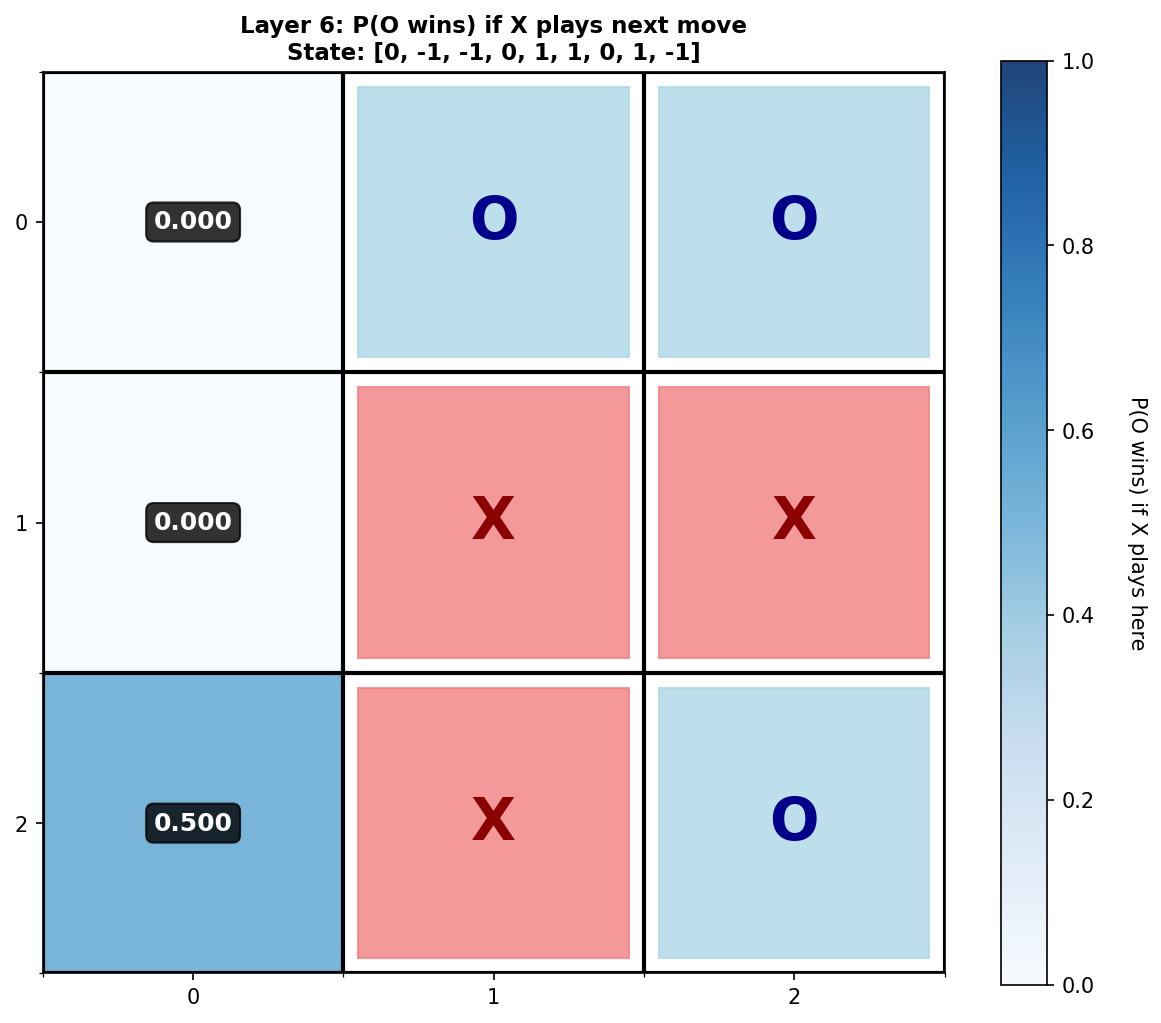 Layer 6: P(O wins) if X plays next move
State: [0, -1, -1, 0, 1, 1, 0, 1, -1]
0.000
O
O
0
0.000
X
X
1
0.500
X
O
2
0
1
2
1.0
0.8
0.6
0.4
0.2
0.0
P(O wins) if X plays here